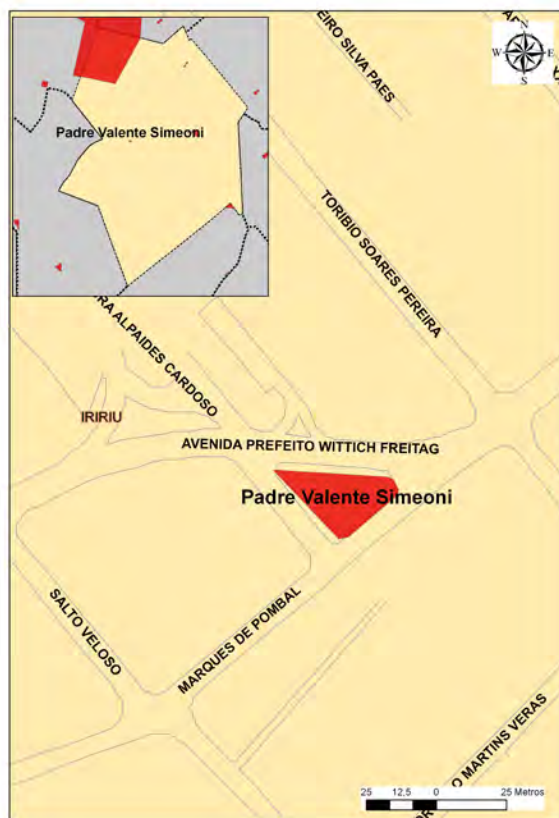 EIRO SILVA PAES
N
W E
S
Padre Valente Simeoni
TORIBIO SOARES PEREIRA
RA ALPAIDES CARDOSO
IRIRIU
AVENIDA PREFEITO WITTICH FREITAG
Padre Valente Simeoni
SALTO VELOSO
MARQUES DE POMBAL
O MARTINS VERAS
25 12,5 0 25 Metros